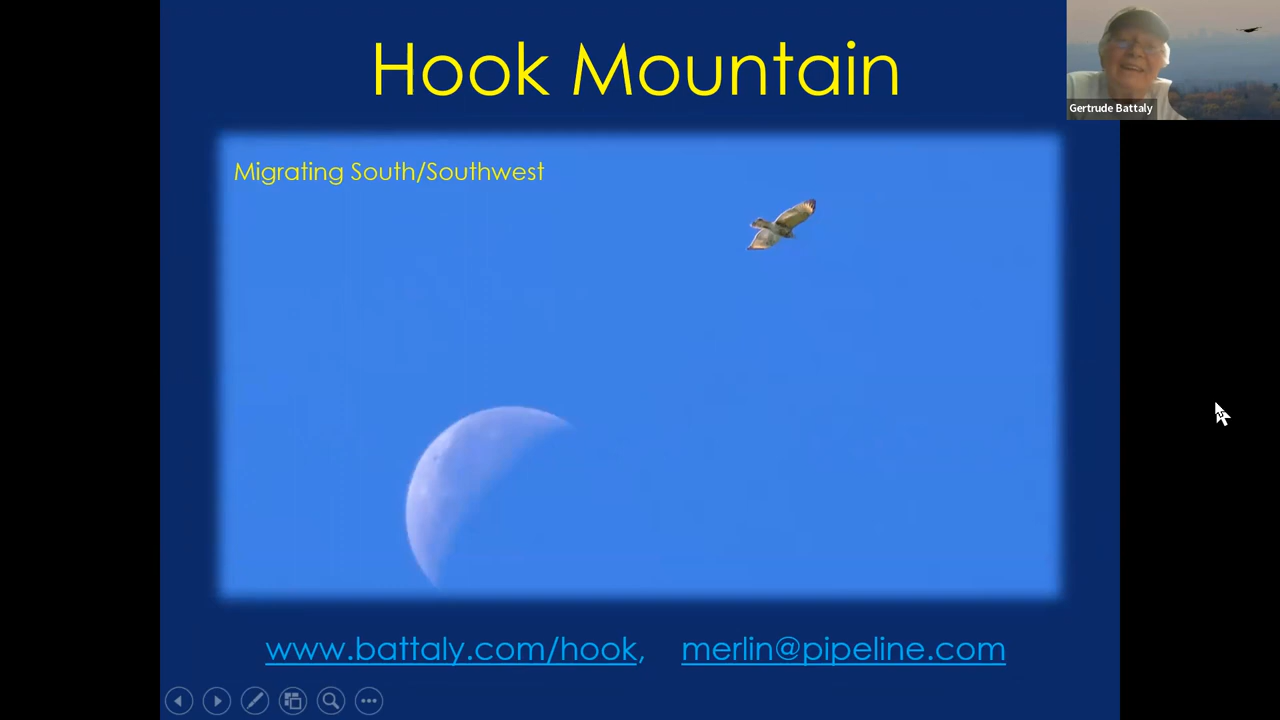 Hook Mountain
Gertrude Battaly
Migrating South/Southwest
www.battaly.com/hook, merlin@pipeline.com